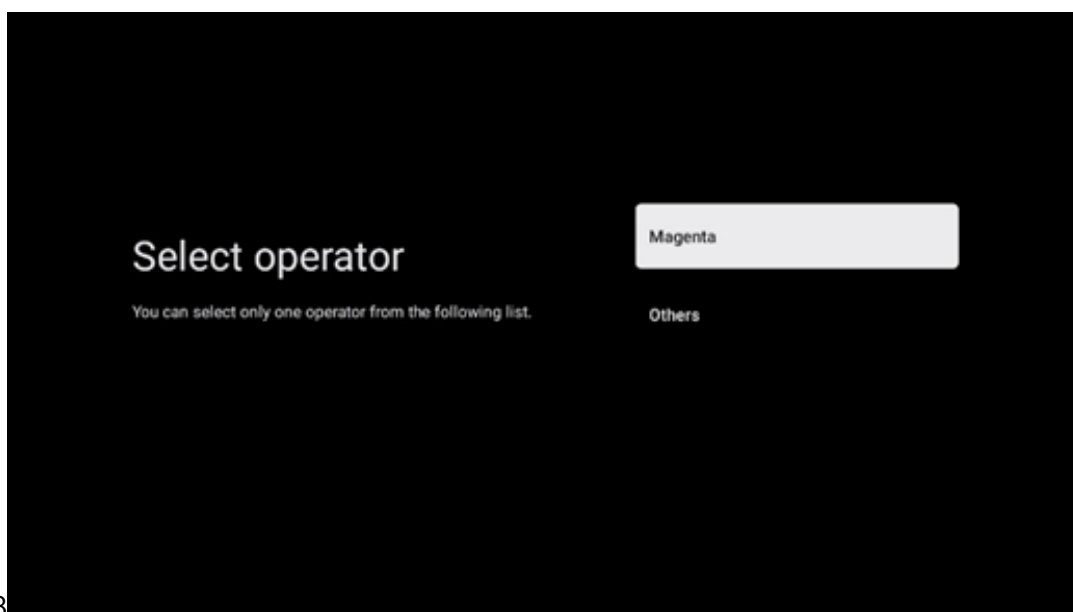 Select operator
You can select only one operator from the following list.
Magenta
Others